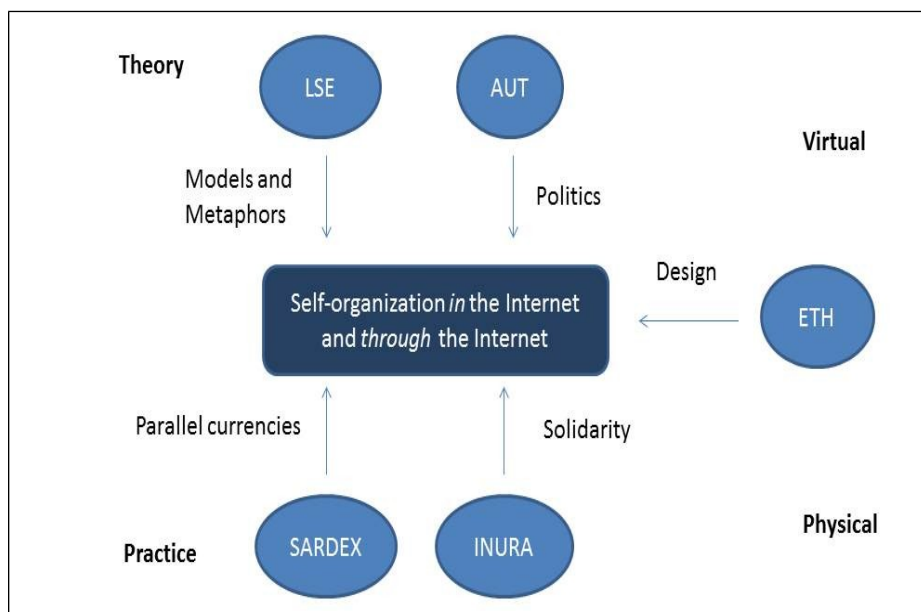 Theory
LSE
AUT
Virtual
Models and
Metaphors
Politics
Design
Self-organization in the Internet
and through the Internet
ETH
Parallel currencies
Solidarity
Practice
SARDEX
INURA
Physical